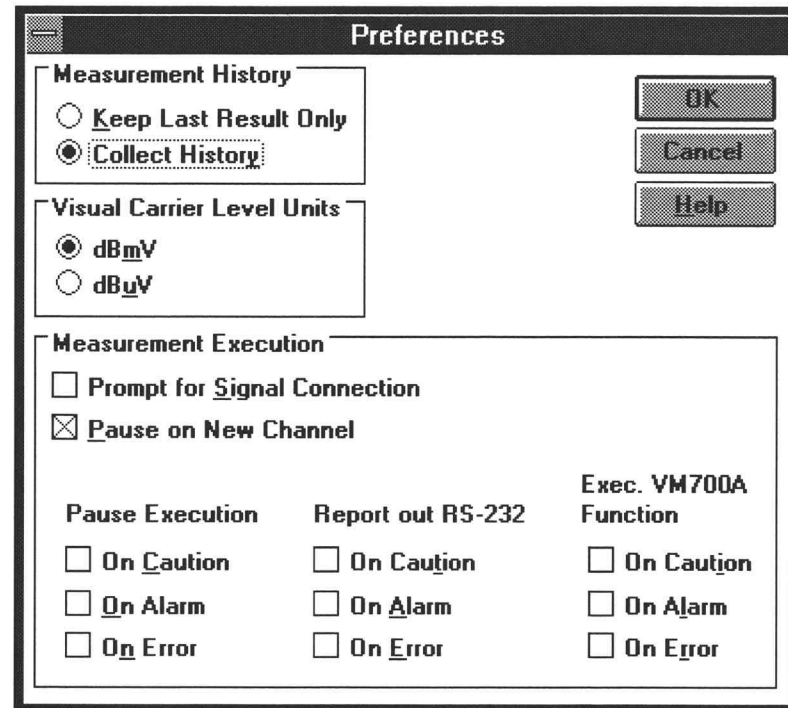 Preferences
Measurement History
Keep Last Result Only
Collect History
OK
Cancel
Help
Visual Carrier Level Units
dBmV
dBuV
Measurement Execution
Prompt for Signal Connection
Pause on New Channel
Pause Execution
On Caution
On Alarm
On Error
Report out RS-232
On Caution
On Alarm
On Error
Exec. VM700A
Function
On Caution
On Alarm
On Error